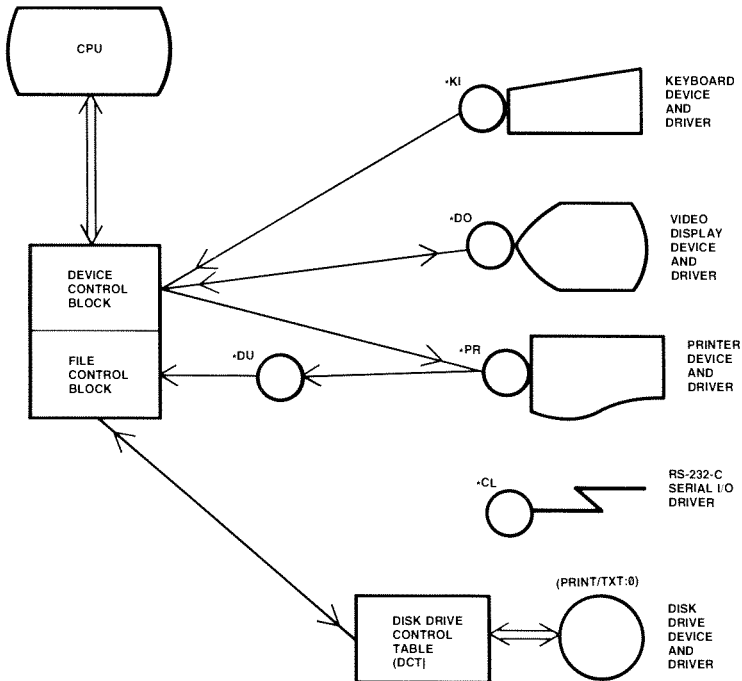 CPU
*KI
KEYBOARD
DEVICE
AND
DRIVER
*DO
VIDEO
DISPLAY
DEVICE
AND
DRIVER
DEVICE
CONTROL
BLOCK
FILE
CONTROL
BLOCK
*DU
*PR
PRINTER
DEVICE
AND
DRIVER
*CL
RS-232-C
SERIAL I/O
DRIVER
DISK DRIVE
CONTROL
TABLE
(DCT)
(PRINT/TXT:0)
DISK
DRIVE
DEVICE
AND
DRIVER